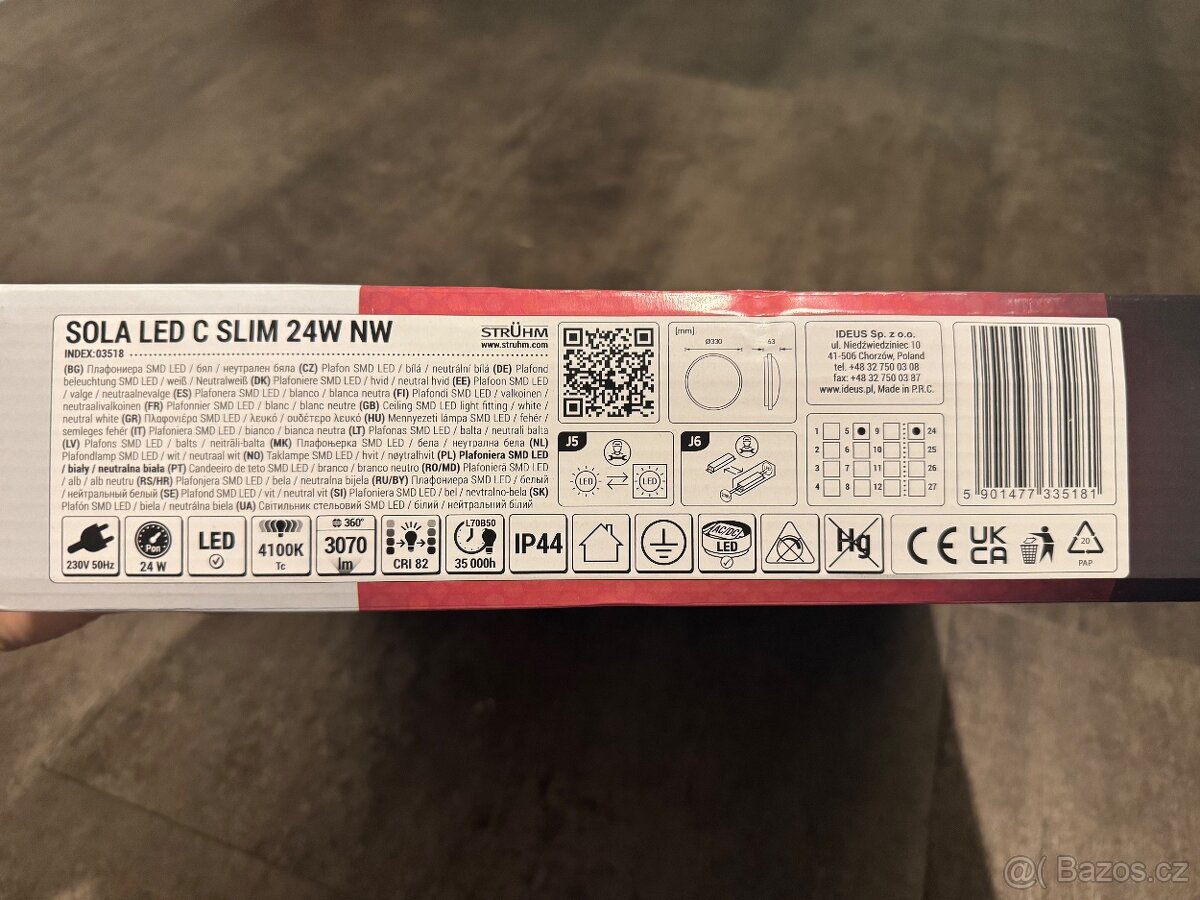 SOLA LED C SLIM 24W NW
INDEX:03518
STRÜHM
www.struhm.com
(BG) Плафониера SMD LED / бял / неутрален бяла (CZ) Plafon SMD LED / bílá / neutrální bílá (DE) Plafond
beleuchtung SMD LED / weiß / Neutralweiß (DK) Plafoniere SMD LED / hvid / neutral hvid (EE) Plafoon SMD LED
/ valge / neutraalnevalge (ES) Plafonera SMD LED / blanco / blanco neutra (FI) Plafondi SMD LED / valkoinen /
neutraalivalkoinen (FR) Plafonnier SMD LED / blanc / blanc neutre (GB) Ceiling SMD LED light fitting / white /
neutral white (GR) Πλαφονιέρα SMD LED / λευκό / ουδέτερο λευκό (HU) Mennyezeti lámpa SMD LED / fehér /
semleges fehér (IT) Plafoniera SMD LED / bianco / bianco neutra (LT) Plafonas SMD LED / balta / neutrali balta
(LV) Plafons SMD LED / balts / neitrāli-balta (MK) Плафоњерка SMD LED / бела / неутрална бела (NL)
Plafondlamp SMD LED / wit / neutraal wit (NO) Taklampe SMD LED / hvit / nøytralhvit (PL) Plafoniera SMD LED
/ biały / neutralna biała (PT) Candeeiro de teto SMD LED / branco / branco neutro (RO/MD) Plafonieră SMD LED
/ alb / alb neutru (RS/HR) Plafonjera SMD LED / bela / neutralna bijela (RU/BY) Плафониера SMD LED / белый
/ нейтральный белый (SE) Plafond SMD LED / vit / neutral vit (SI) Plafoniera SMD LED / bel / nevtralno-bela (SK)
Plafón SMD LED / biela / neutrálna biela (UA) Світильник стельовий SMD LED / білий / нейтральний білий
[mm]
Ø330
63
J5
LED
LED
J6
IDEUS Sp. z o.o.
ul. Niedźwiedziniec 10
41-506 Chorzów, Poland
tel. +48 32 750 03 08
fax: +48 32 750 03 87
www.ideus.pl, Made in P.R.C.
1 5 9 24
2 6 10 25
3 7 11 26
4 8 12 27
5 901477 335181
230V 50Hz
Pon
24 W
LED
4100K
Tc
360°
3070
lm
CRI 82
L70B50
35 000h
IP44
AC/DC
LED
Hg
CE
UK
CA
20
PAP
@( Bazos.cz